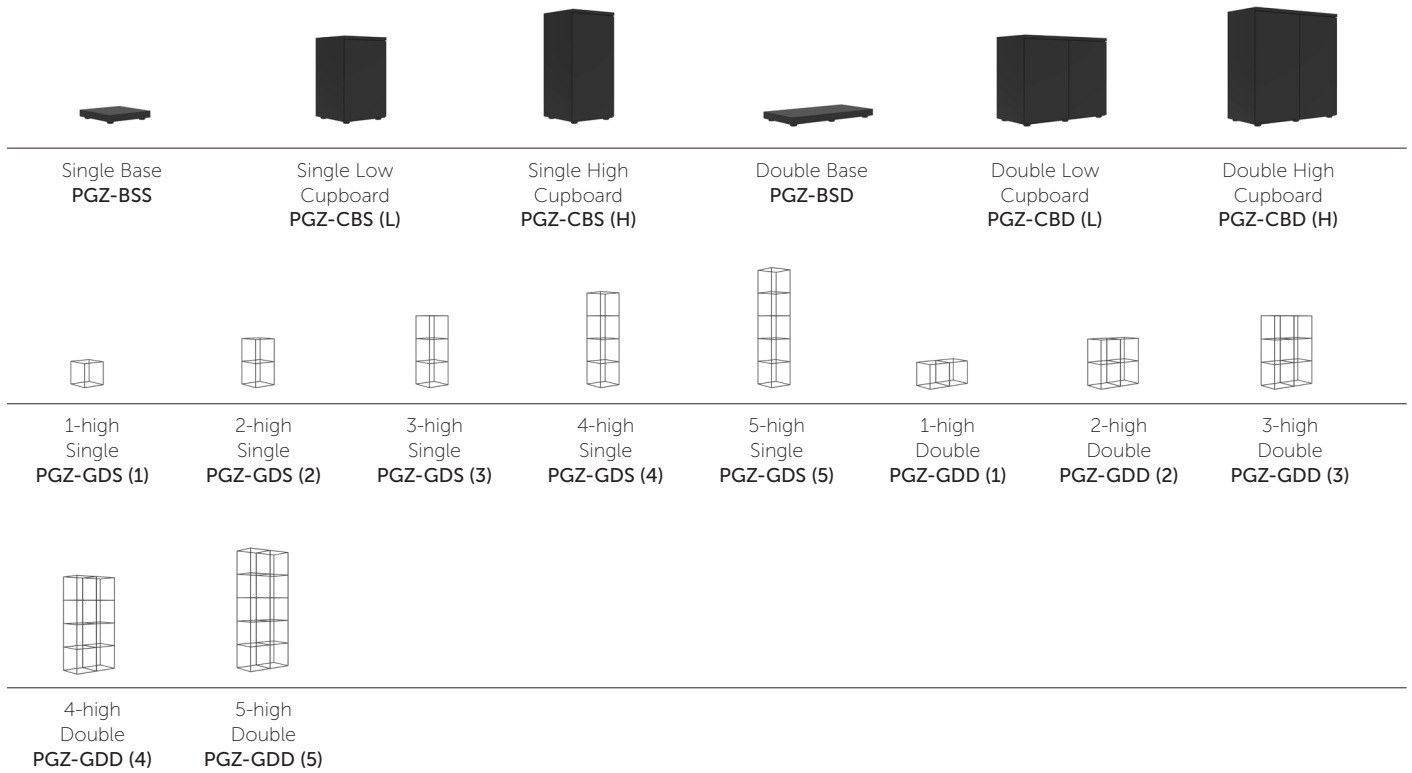 Single Base
PGZ-BSS
Single Low
Cupboard
PGZ-CBS (L)
Single High
Cupboard
PGZ-CBS (H)
Double Base
PGZ-BSD
Double Low
Cupboard
PGZ-CBD (L)
Double High
Cupboard
PGZ-CBD (H)
1-high
Single
PGZ-GDS (1)
2-high
Single
PGZ-GDS (2)
3-high
Single
PGZ-GDS (3)
4-high
Single
PGZ-GDS (4)
5-high
Single
PGZ-GDS (5)
1-high
Double
PGZ-GDD (1)
2-high
Double
PGZ-GDD (2)
3-high
Double
PGZ-GDD (3)
4-high
Double
PGZ-GDD (4)
5-high
Double
PGZ-GDD (5)